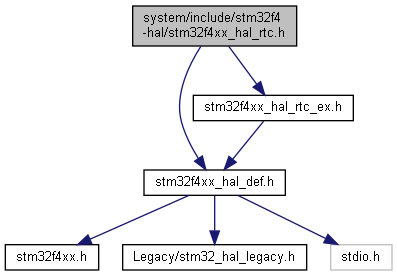 system/include/stm32f4
-hal/stm32f4xx_hal_rtc.h
stm32f4xx_hal_rtc_ex.h
stm32f4xx_hal_def.h
stm32f4xx.h
Legacy/stm32_hal_legacy.h
stdio.h